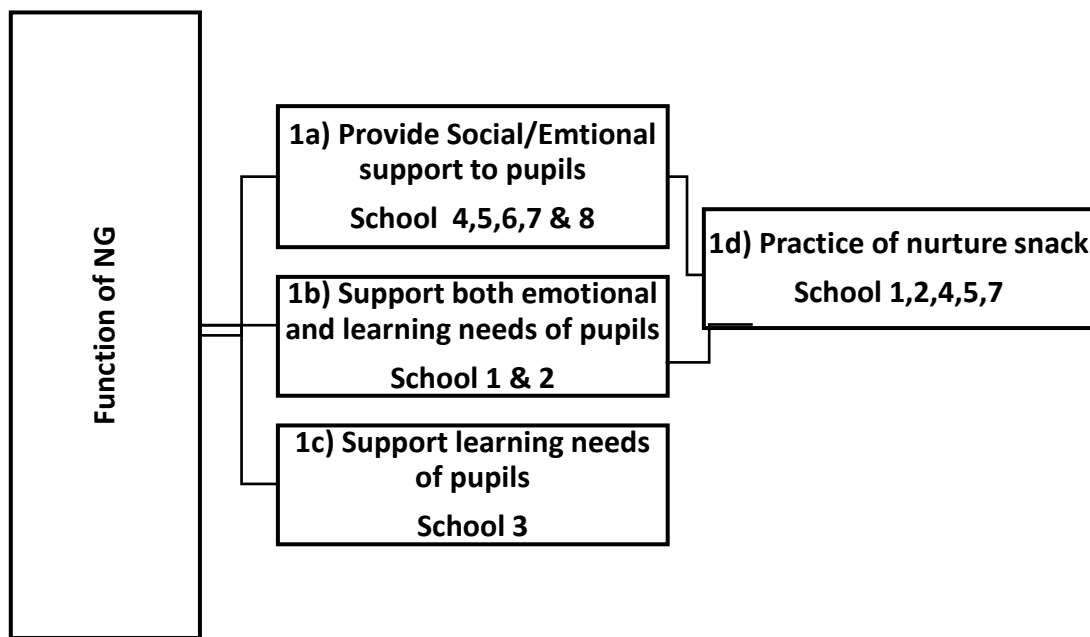 Function of NG
1a) Provide Social/Emtional
support to pupils
School  4,5,6,7 & 8
1b) Support both emotional
and learning needs of pupils
School 1 & 2
1c) Support learning needs
of pupils
School 3
1d) Practice of nurture snack
School 1,2,4,5,7